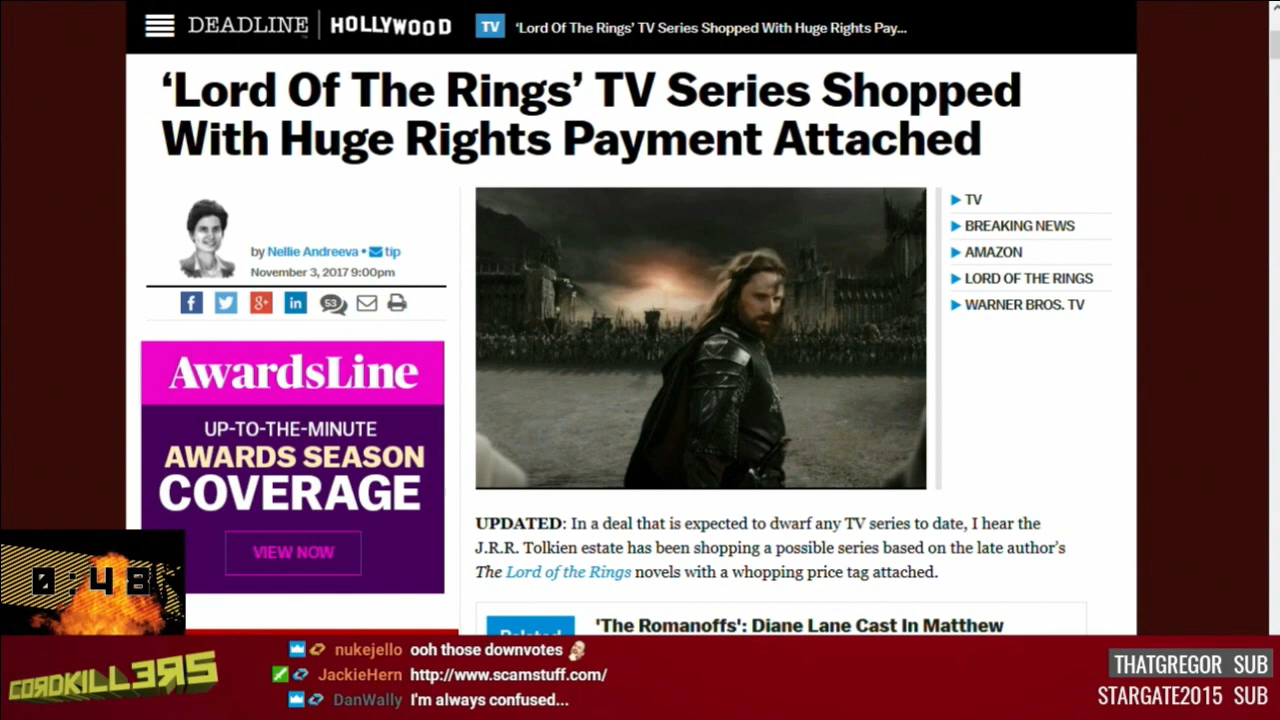 DEADLINE | HOLLYWOOD TV 'Lord Of The Rings' TV Series Shopped With Huge Rights Pay...
'Lord Of The Rings' TV Series Shopped
With Huge Rights Payment Attached
by Nellie Andreeva • tip
November 3, 2017 9:00pm
f g+ in 53
TV
BREAKING NEWS
AMAZON
LORD OF THE RINGS
WARNER BROS. TV
AwardsLine
UP-TO-THE-MINUTE
AWARDS SEASON
COVERAGE
VIEW NOW
UPDATED: In a deal that is expected to dwarf any TV series to date, I hear the
J.R.R. Tolkien estate has been shopping a possible series based on the late author's
The Lord of the Rings novels with a whopping price tag attached.
Related
'The Romanoffs': Diane Lane Cast In Matthew
0:48
CORDKILLERS
nukejello ooh those downvotes
JackieHern http://www.scamstuff.com/
DanWally I'm always confused...
THATGREGOR SUB
STARGATE2015 SUB